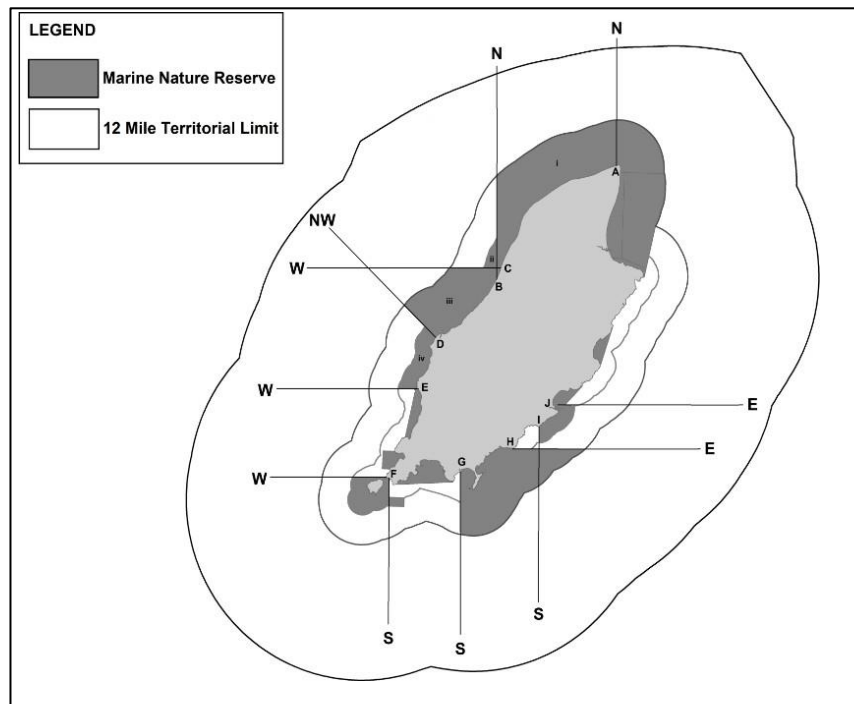 LEGEND
Marine Nature Reserve
12 Mile Territorial Limit
N
N
i
A
NW
W
ii
C
B
iii
D
iv
W
E
J
E
I
H
E
G
W
F
S
S
S